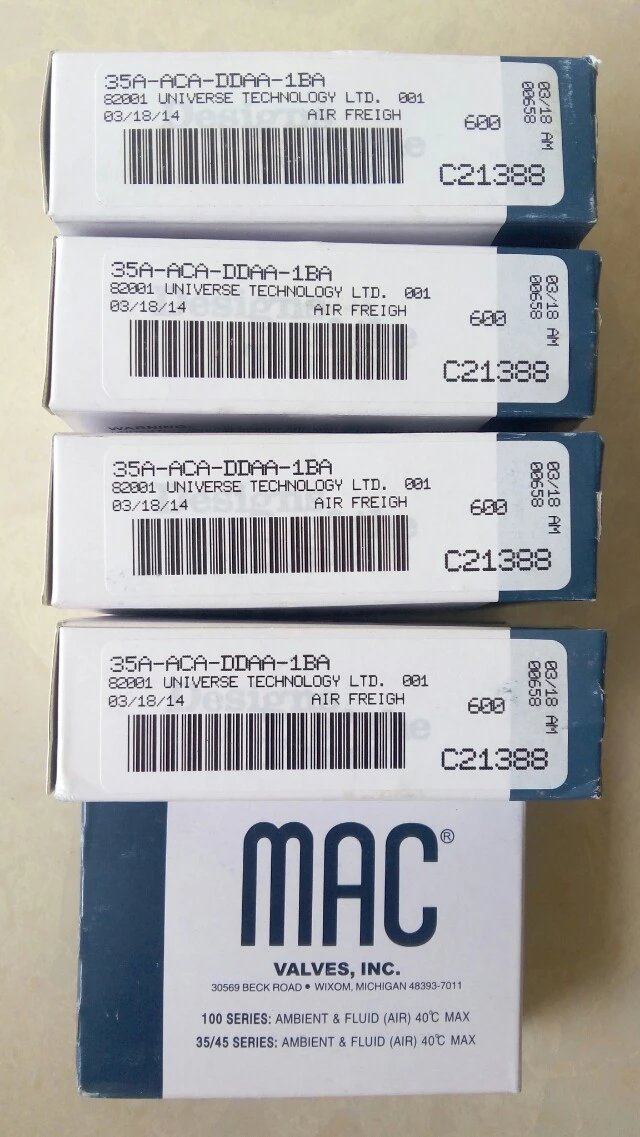 35A-ACA-DDAA-1BA
82001 UNIVERSE TECHNOLOGY LTD. 001
03/18/14 AIR FREIGH
600
C21388
03/18 AM
00658
35A-ACA-DDAA-1BA
82001 UNIVERSE TECHNOLOGY LTD. 001
03/18/14 AIR FREIGH
600
C21388
03/18 AM
00658
WARNING
35A-ACA-DDAA-1BA
82001 UNIVERSE TECHNOLOGY LTD. 001
03/18/14 AIR FREIGH
600
C21388
03/18 AM
00658
35A-ACA-DDAA-1BA
82001 UNIVERSE TECHNOLOGY LTD. 001
03/18/14 AIR FREIGH
600
C21388
03/18 AM
00658
MAC®
VALVES, INC.
30569 BECK ROAD • WIXOM, MICHIGAN 48393-7011
100 SERIES: AMBIENT & FLUID (AIR) 40℃ MAX
35/45 SERIES: AMBIENT & FLUID (AIR) 40℃ MAX